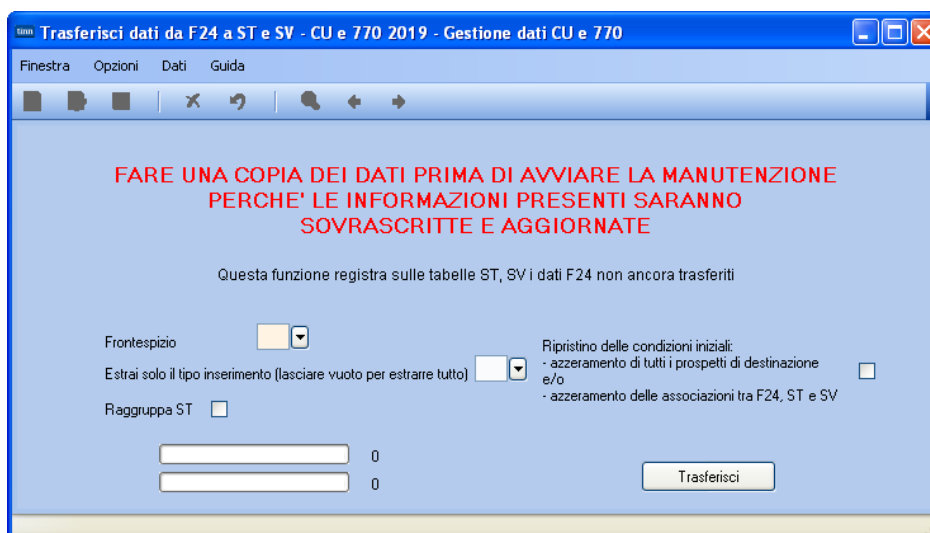 tinn Trasferisci dati da F24 a ST e SV - CU e 770 2019 - Gestione dati CU e 770
Finestra Opzioni Dati Guida
FARE UNA COPIA DEI DATI PRIMA DI AVVIARE LA MANUTENZIONE
PERCHE' LE INFORMAZIONI PRESENTI SARANNO
SOVRASCRITTE E AGGIORNATE
Questa funzione registra sulle tabelle ST, SV i dati F24 non ancora trasferiti
Frontespizio
Estrai solo il tipo inserimento (lasciare vuoto per estrarre tutto)
Raggruppa ST
Ripristino delle condizioni iniziali:
- azzeramento di tutti i prospetti di destinazione
e/o
- azzeramento delle associazioni tra F24, ST e SV
0
0
Trasferisci